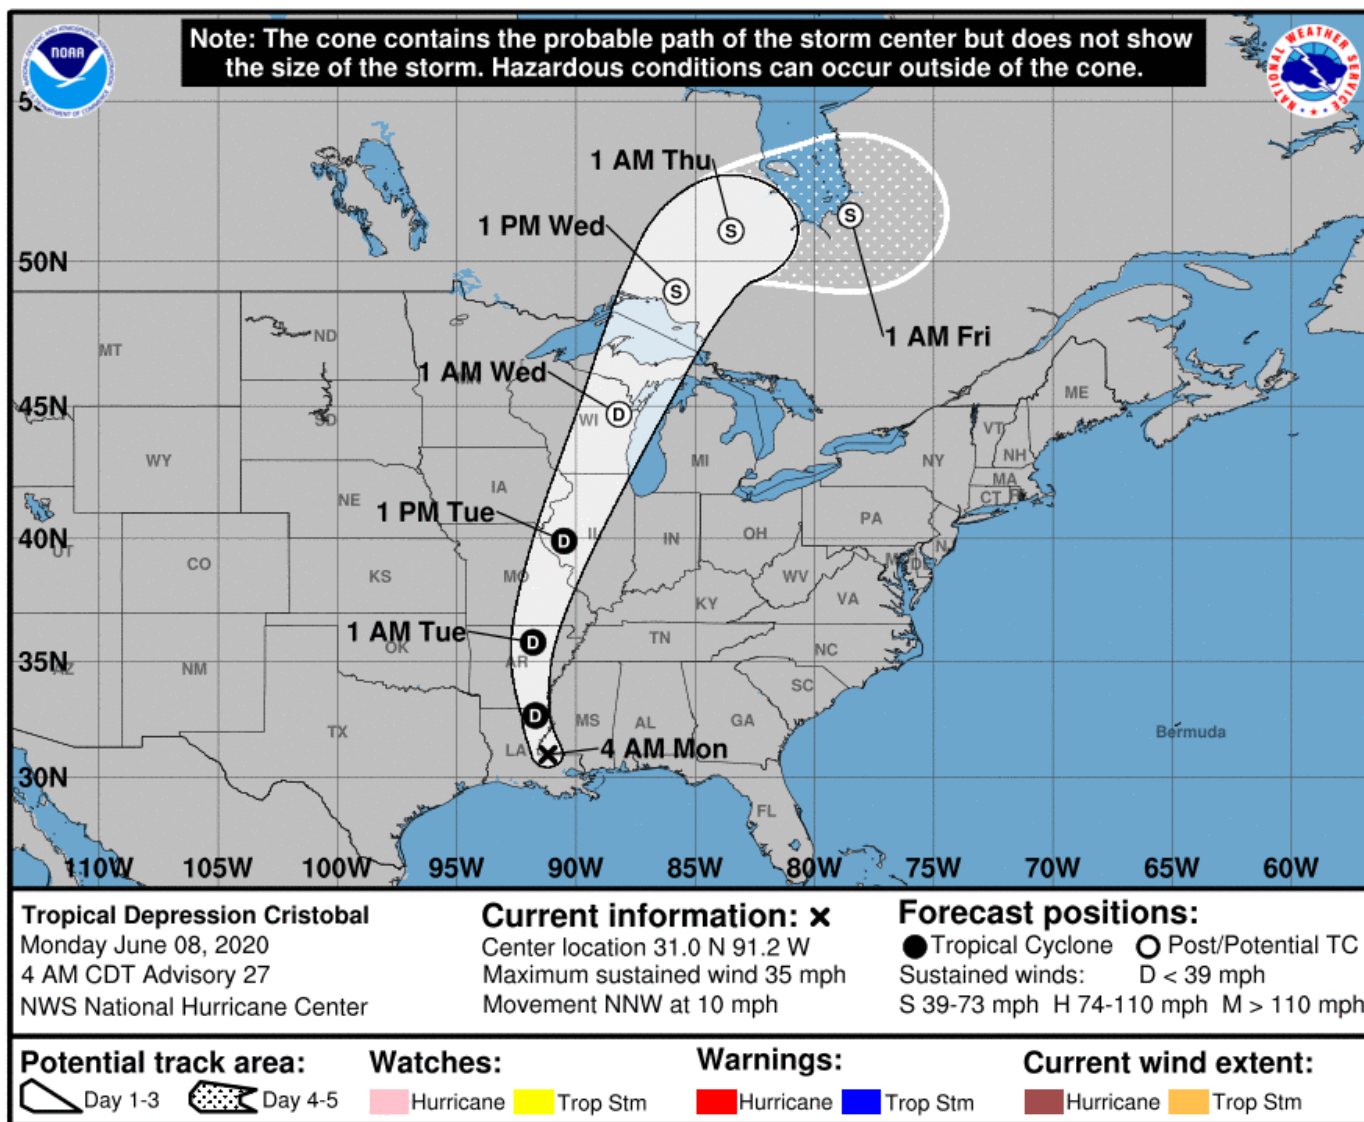 Note: The cone contains the probable path of the storm center but does not show
the size of the storm. Hazardous conditions can occur outside of the cone.
NOAA
NATIONAL WEATHER SERVICE
1 AM Thu
1 PM Wed
S
S
S
50N
1 AM Fri
ND
MT
1 AM Wed
ME
45N
D
WI
SD
VT
WY
MI
NY
NH
IA
MA
NE
CT
1 PM Tue
PA
40N
D
IL
IN
OH
UT
CO
KS
MO
WV
DE
KY
VA
1 AM Tue
D
TN
OK
NC
35N
AR
AZ
NM
SC
D
MS
AL
GA
TX
Bermuda
LA
4 AM Mon
30N
FL
110W 105W 100W 95W 90W 85W 80W 75W 70W 65W 60W
Tropical Depression Cristobal
Monday June 08, 2020
4 AM CDT Advisory 27
NWS National Hurricane Center
Current information:
Center location 31.0 N 91.2 W
Maximum sustained wind 35 mph
Movement NNW at 10 mph
Forecast positions:
Tropical Cyclone Post/Potential TC
Sustained winds: D < 39 mph
S 39-73 mph H 74-110 mph M > 110 mph
Potential track area:
Day 1-3 Day 4-5
Watches:
Hurricane Trop Stm
Warnings:
Hurricane Trop Stm
Current wind extent:
Hurricane Trop Stm